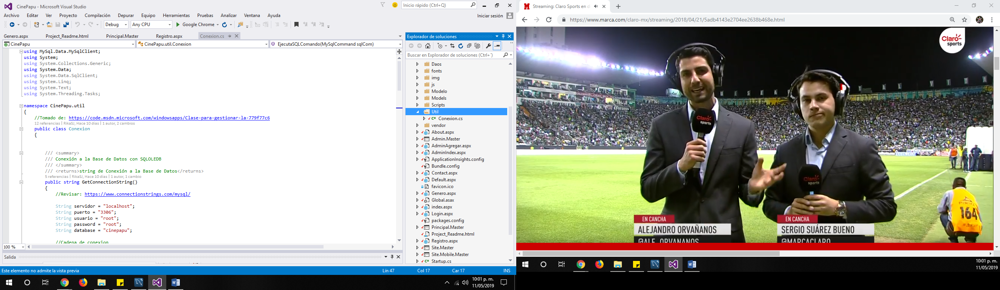 CinePapu - Microsoft Visual Studio
Inicio rápido (Ctrl+Q)
Archivo Editar Ver Proyecto Compilación Depurar Equipo Herramientas Pruebas Analizar Ventana Ayuda
Iniciar sesión
Debug Any CPU Google Chrome
Genero.aspx Project_Readme.html Principal.Master Registro.aspx Conexion.cs
CinePapu CinePapu.util.Conexion EjecutaSQLComando(MySqlCommand sqlCom)
using MySql.Data.MySqlClient;
using System;
using System.Collections.Generic;
using System.Data;
using System.Data.SqlClient;
using System.Linq;
using System.Text;
using System.Threading.Tasks;
namespace CinePapu.util
{
//Tomado de: https://code.msdn.microsoft.com/windowsapps/Clase-para-gestionar-la-779f77c6
12 referencias | RikaSJ, Hace 10 días | 1 autor, 2 cambios
public class Conexion
{
/// <summary>
/// Conexión a la Base de Datos con SQLOLEDB
/// </summary>
/// <returns>string de Conexión a la Base de Datos</returns>
5 referencias | RikaSJ, Hace 10 días | 1 autor, 1 cambio
public string GetConnectionString()
{
//Revisar: https://www.connectionstrings.com/mysql/
String servidor = "localhost";
String puerto = "3306";
String usuario = "root";
String password = "root";
String database = "cinepapu";
//Cadena de conexion
100 %
Salida
Este elemento no admite la vista previa
Lín 47 Col 17 Car 17 INS
Explorador de soluciones
Buscar en Explorador de soluciones (Ctrl+´)
Daos
fonts
img
js
Modelo
Models
Scripts
Util
C# Conexion.cs
vendor
About.aspx
Admin.Master
AdminAgregar.aspx
AdminIndex.aspx
ApplicationInsights.config
Bundle.config
Contact.aspx
Default.aspx
favicon.ico
Genero.aspx
Global.asax
index.aspx
Login.aspx
packages.config
Principal.Master
Project_Readme.html
Registro.aspx
Site.Master
Site.Mobile.Master
C# Startup.cs
10:01 p. m.
11/05/2019
Streaming: Claro Sports en d
https://www.marca.com/claro-mx/streaming/2018/04/21/5adb4143e2704ee2638b468e.html
Claro
sports
Claro
sports
Claro
sports
PIRMA
164
EN CANCHA
ALEJANDRO ORVAÑANOS
@ALE_ORVANANOS
EN CANCHA
SERGIO SUÁREZ BUENO
@MARCACLARO
10:01 p. m.
11/05/2019